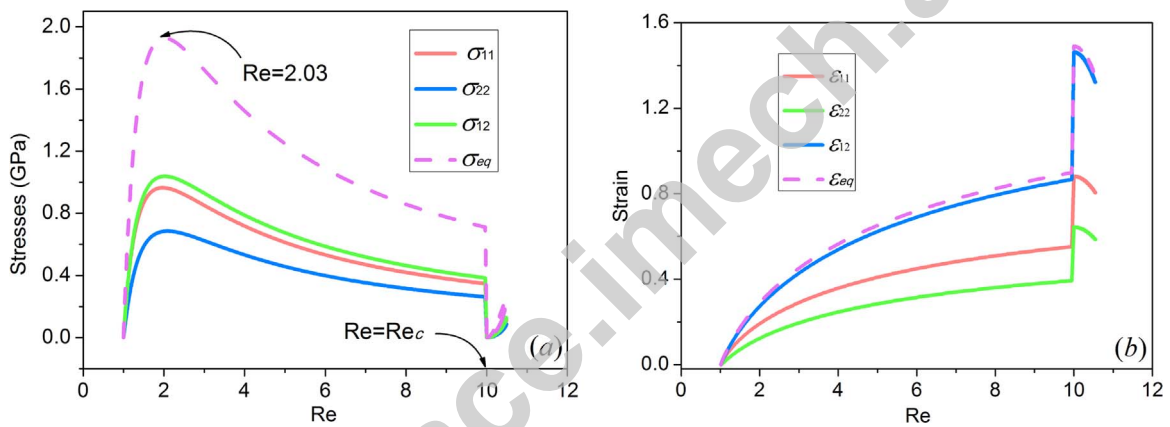 2.0
1.6
1.2
0.8
0.4
0.0
Stresses (GPa)
Re=2.03
σ11
σ22
σ12
σeq
Re=Rec
(a)
0 2 4 6 8 10 12
Re
1.6
1.2
0.8
0.4
0.0
Strain
ε11
ε22
ε12
εeq
(b)
0 2 4 6 8 10 12
Re
ce.imech.a